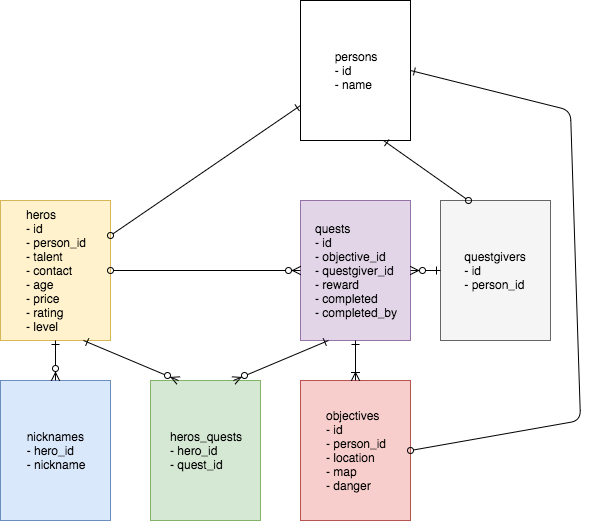 persons
- id
- name
heros
- id
- person_id
- talent
- contact
- age
- price
- rating
- level
quests
- id
- objective_id
- questgiver_id
- reward
- completed
- completed_by
questgivers
- id
- person_id
nicknames
- hero_id
- nickname
heros_quests
- hero_id
- quest_id
objectives
- id
- person_id
- location
- map
- danger